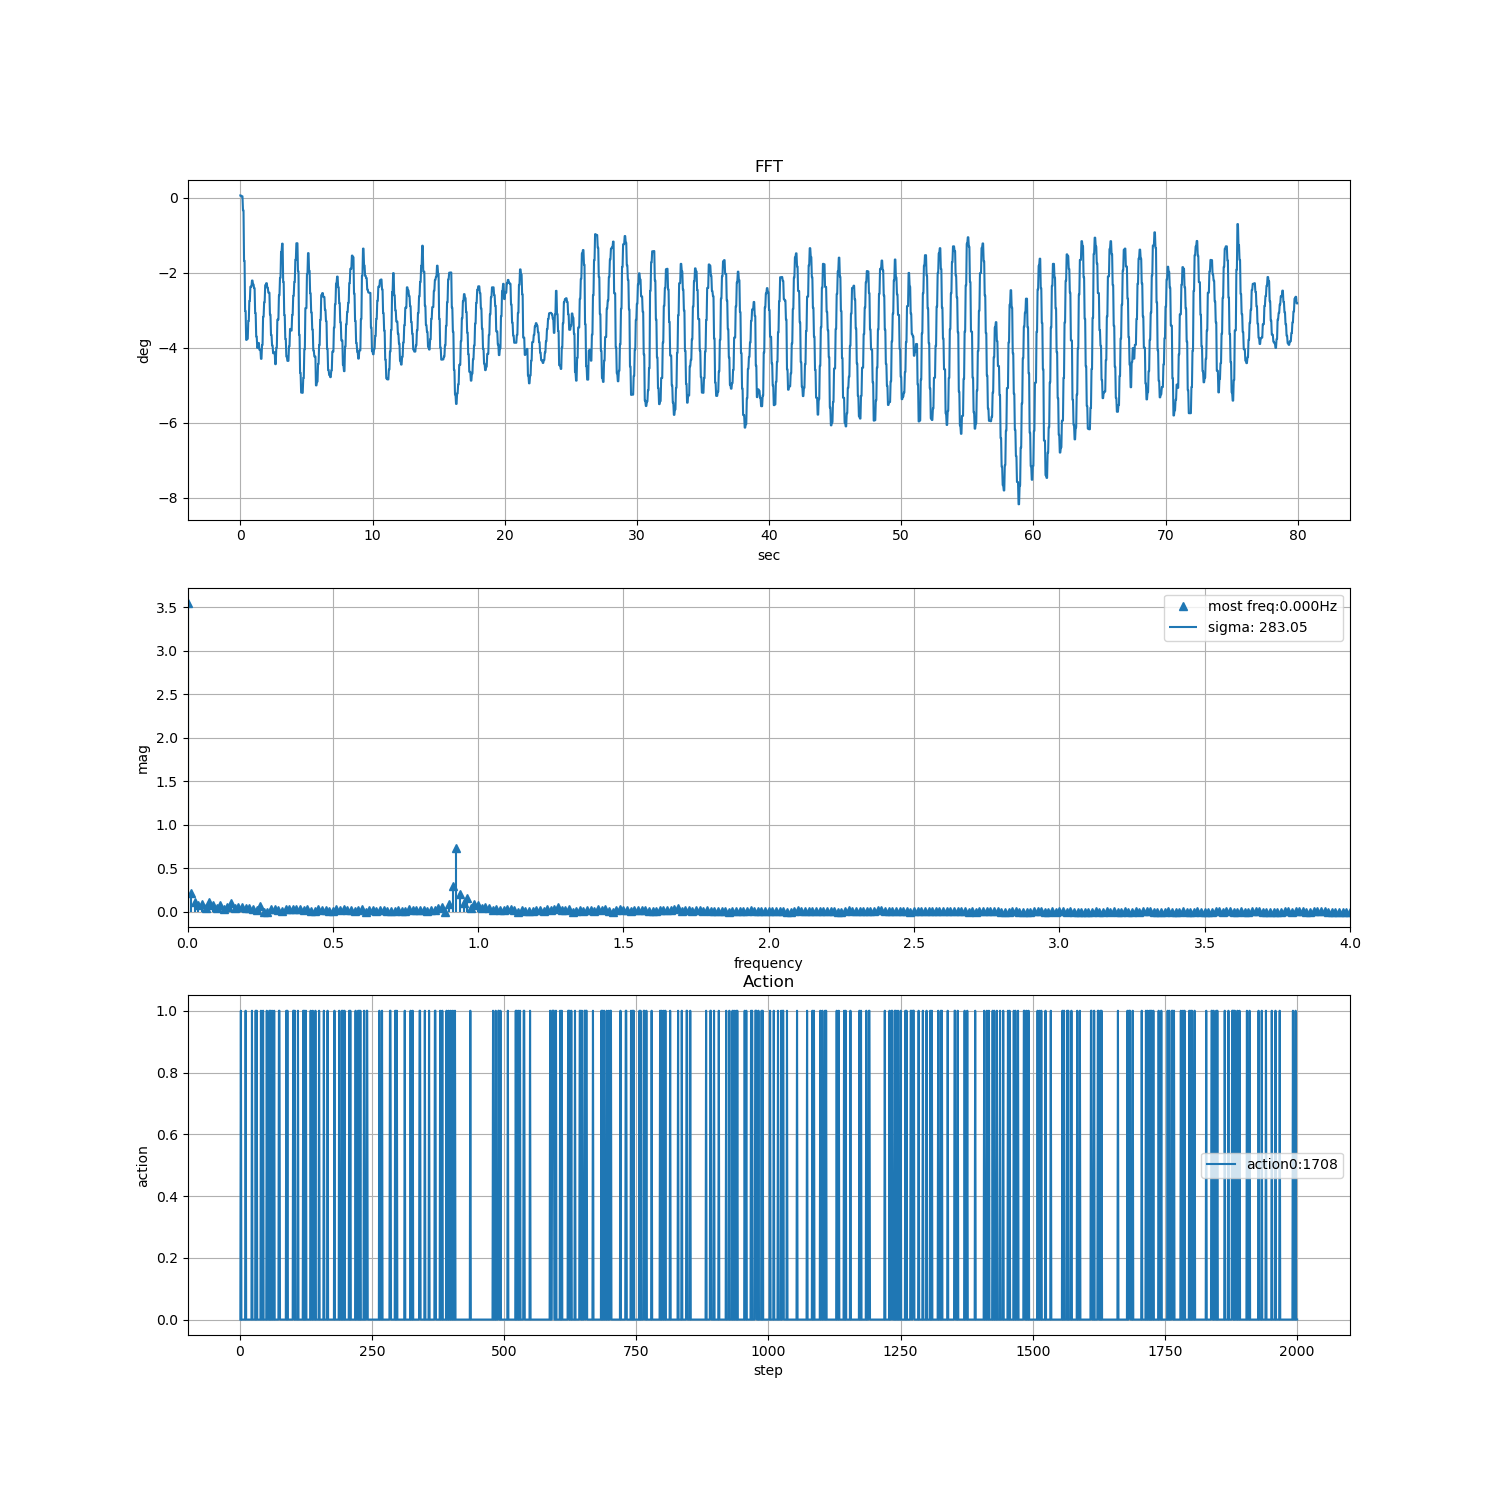 FFT
0
−2
−4
−6
−8
deg
0 10 20 30 40 50 60 70 80
sec
3.5
3.0
2.5
2.0
1.5
1.0
0.5
0.0
mag
most freq:0.000Hz
sigma: 283.05
0.0 0.5 1.0 1.5 2.0 2.5 3.0 3.5 4.0
frequency
Action
1.0
0.8
0.6
0.4
0.2
0.0
action
action0:1708
0 250 500 750 1000 1250 1500 1750 2000
step